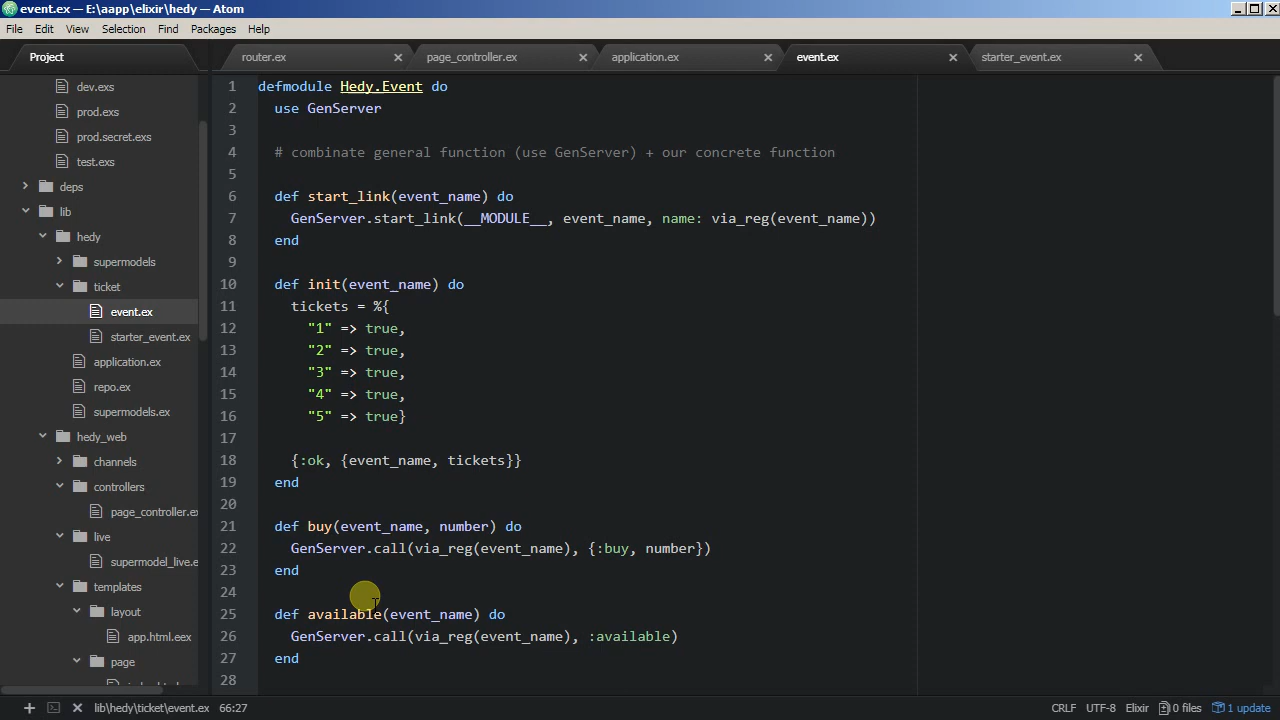 event.ex — E:\aapp\elixir\hedy — Atom
File Edit View Selection Find Packages Help
Project
router.ex
page_controller.ex
application.ex
event.ex
starter_event.ex
dev.exs
prod.exs
prod.secret.exs
test.exs
deps
lib
hedy
supermodels
ticket
event.ex
starter_event.ex
application.ex
repo.ex
supermodels.ex
hedy_web
channels
controllers
page_controller.ex
live
supermodel_live.e
templates
layout
app.html.eex
page
1 defmodule Hedy.Event do
2 use GenServer
3
4 # combinate general function (use GenServer) + our concrete function
5
6 def start_link(event_name) do
7 GenServer.start_link(__MODULE__, event_name, name: via_reg(event_name))
8 end
9
10 def init(event_name) do
11 tickets = %{
12 "1" => true,
13 "2" => true,
14 "3" => true,
15 "4" => true,
16 "5" => true}
17
18 {:ok, {event_name, tickets}}
19 end
20
21 def buy(event_name, number) do
22 GenServer.call(via_reg(event_name), {:buy, number})
23 end
24
25 def available(event_name) do
26 GenServer.call(via_reg(event_name), :available)
27 end
28
lib\hedy\ticket\event.ex 66:27 CRLF UTF-8 Elixir 0 files 1 update